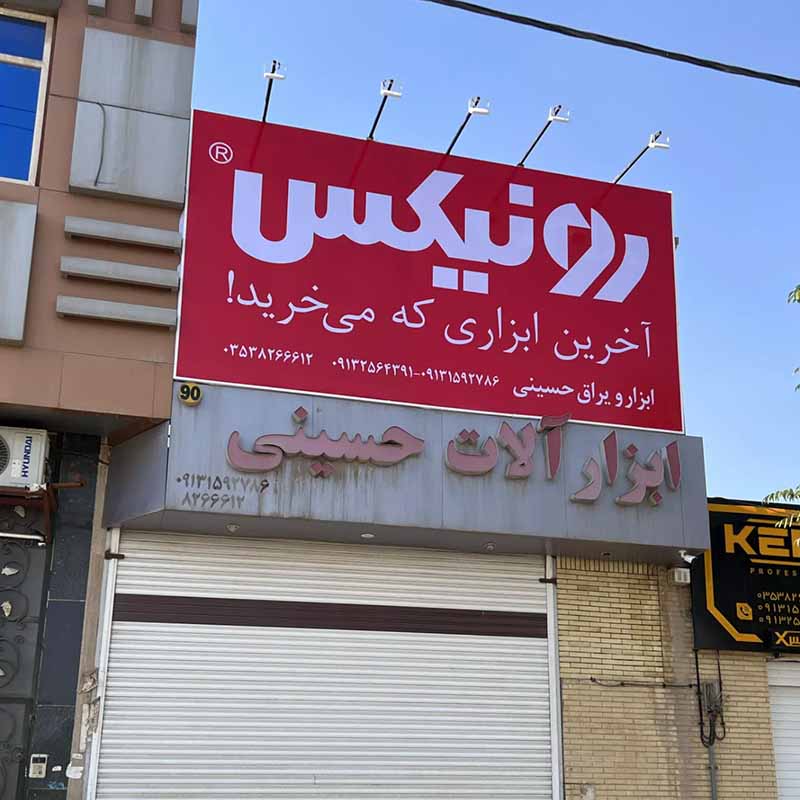 ®
رونیکس
آخرین ابزاری که می‌خرید!
ابزار و یراق حسینی ۰۹۱۳۲۵۶۴۳۹۱-۰۹۱۳۱۵۹۲۷۸۶ ۰۳۵۳۸۲۶۶۶۱۲
90
ابزار آلات حسینی
۰۹۱۳۱۵۹۲۷۸۶
۸۲۶۶۶۱۲
HYUNDAI